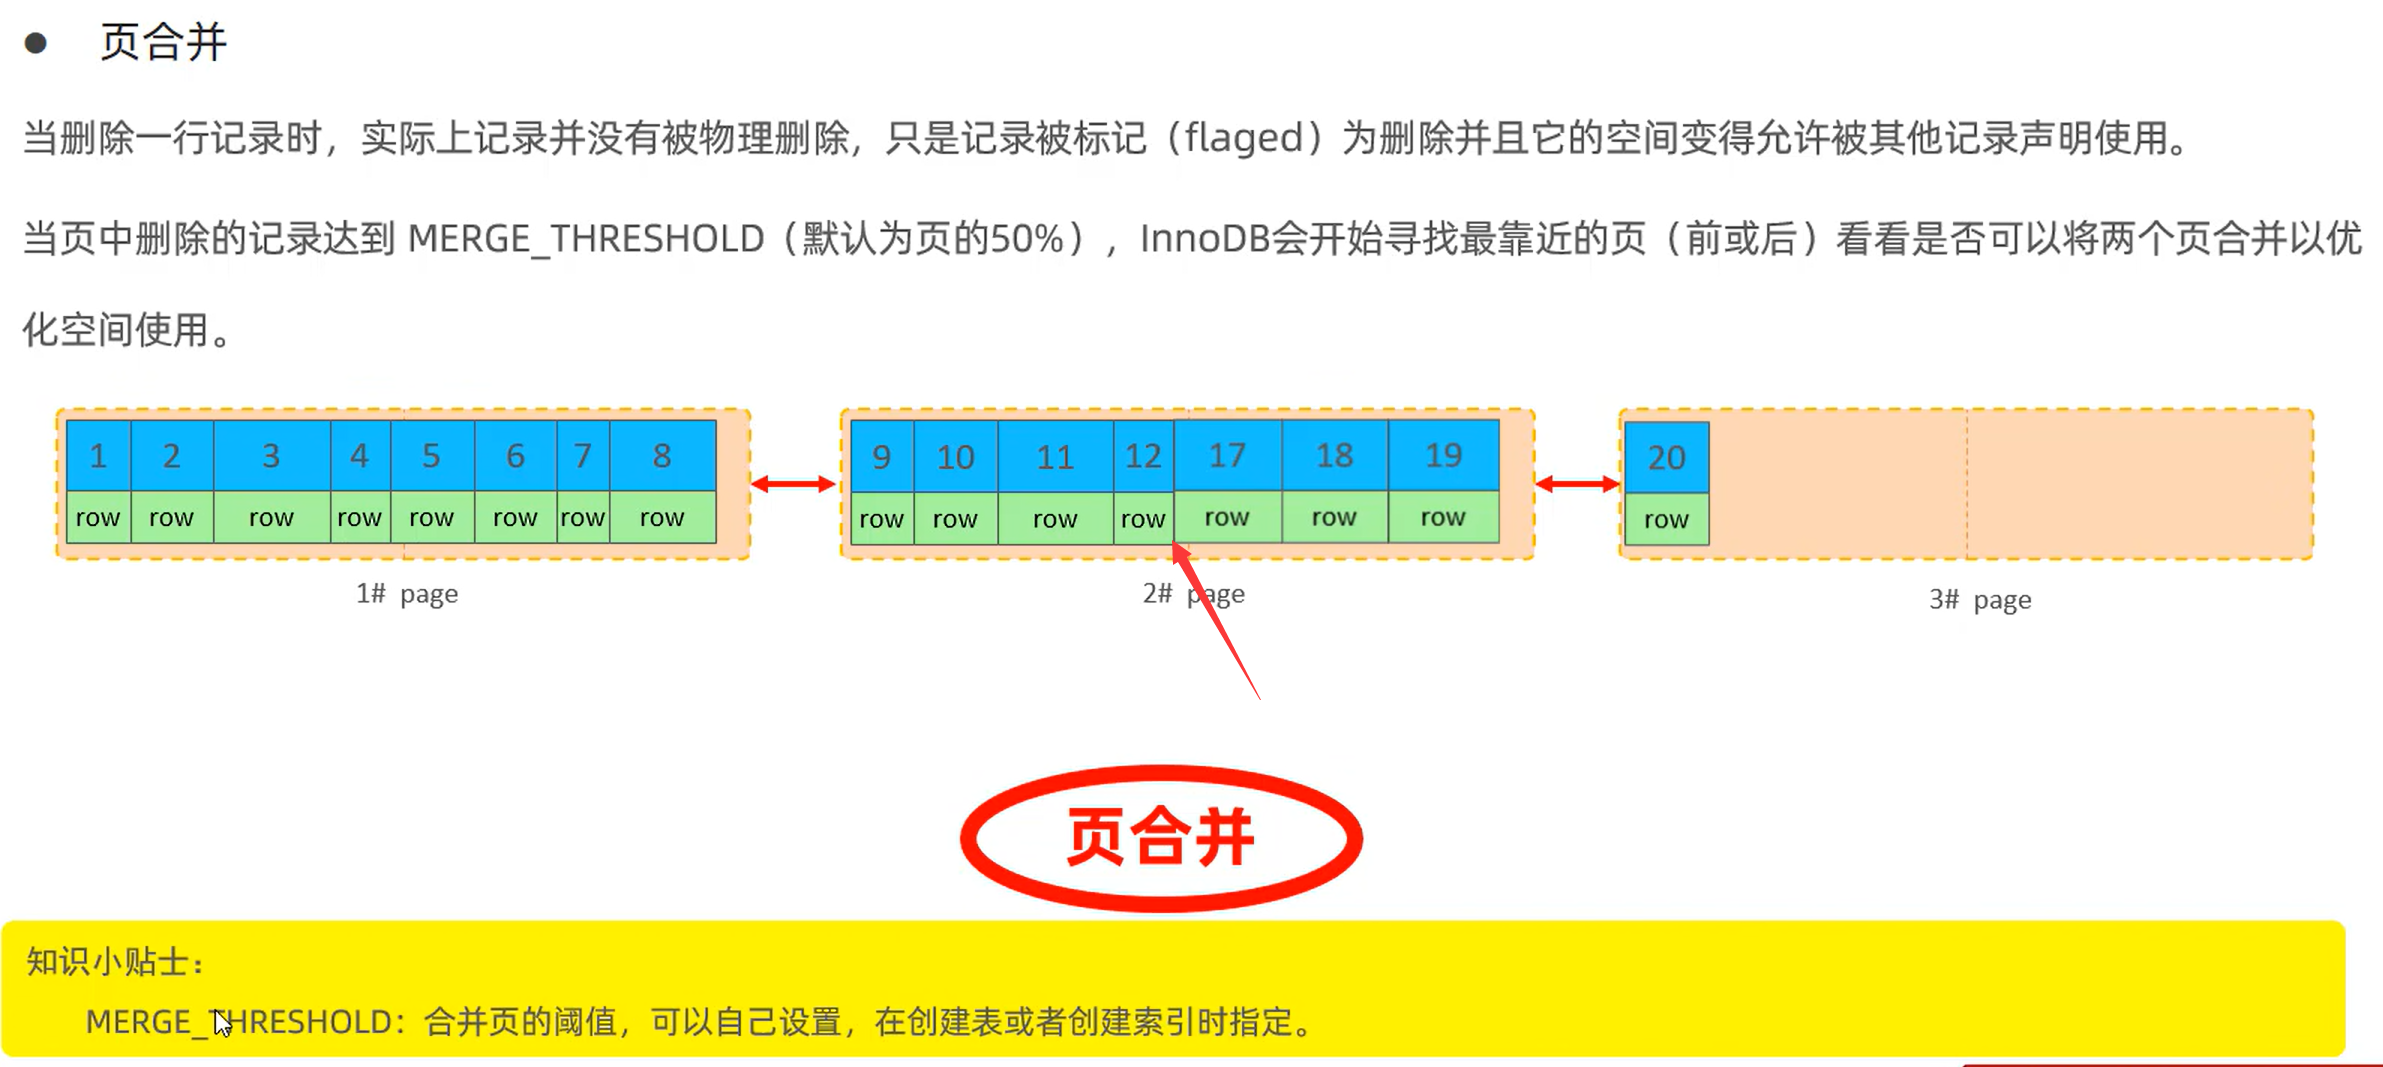 ● 页合并
当删除一行记录时，实际上记录并没有被物理删除，只是记录被标记（flaged）为删除并且它的空间变得允许被其他记录声明使用。
当页中删除的记录达到 MERGE_THRESHOLD（默认为页的50%），InnoDB会开始寻找最靠近的页（前或后）看看是否可以将两个页合并以优
化空间使用。
1 2 3 4 5 6 7 8
row row row row row row row row
1# page
9 10 11 12 17 18 19
row row row row row row row
2# page
20
row
3# page
页合并
知识小贴士：
MERGE_THRESHOLD：合并页的阈值，可以自己设置，在创建表或者创建索引时指定。